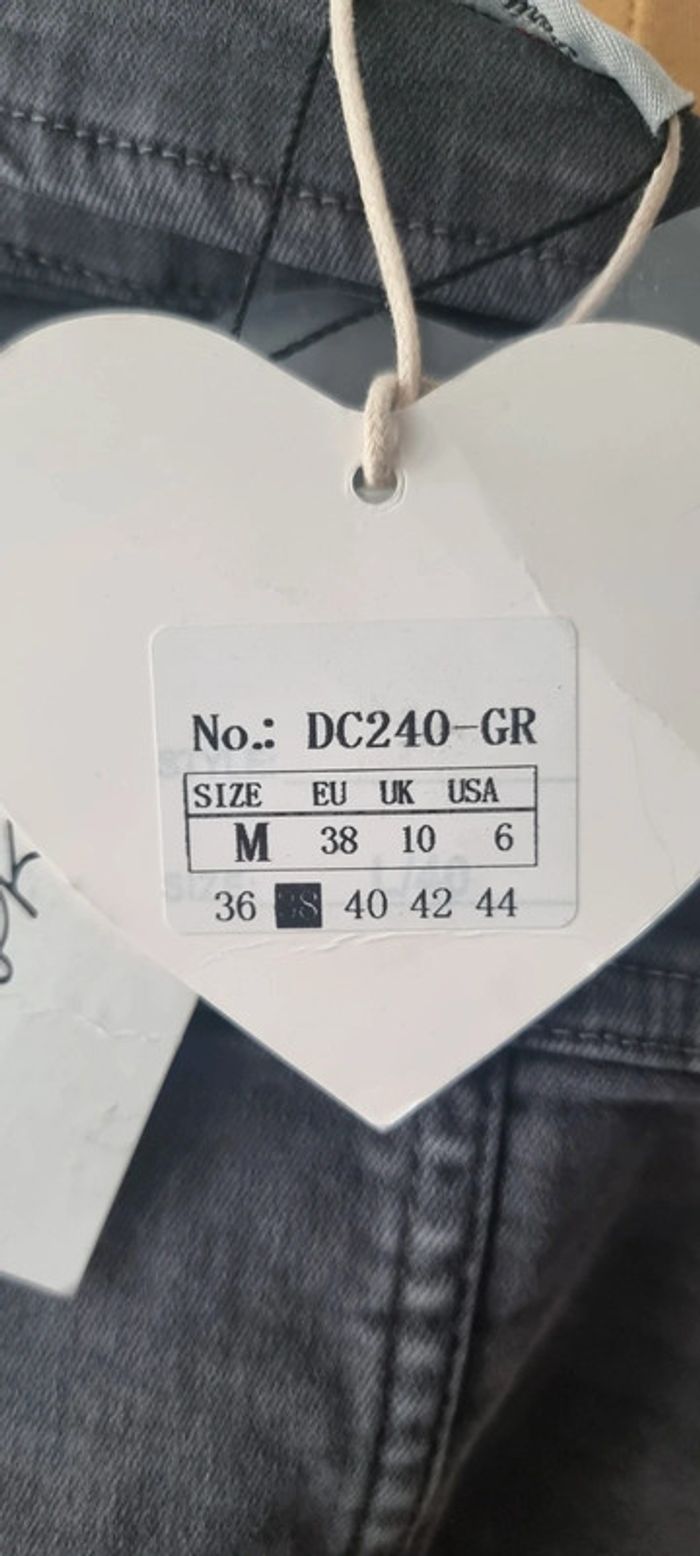 No.: DC240-GR
SIZE EU UK USA
M 38 10 6
36 38 40 42 44